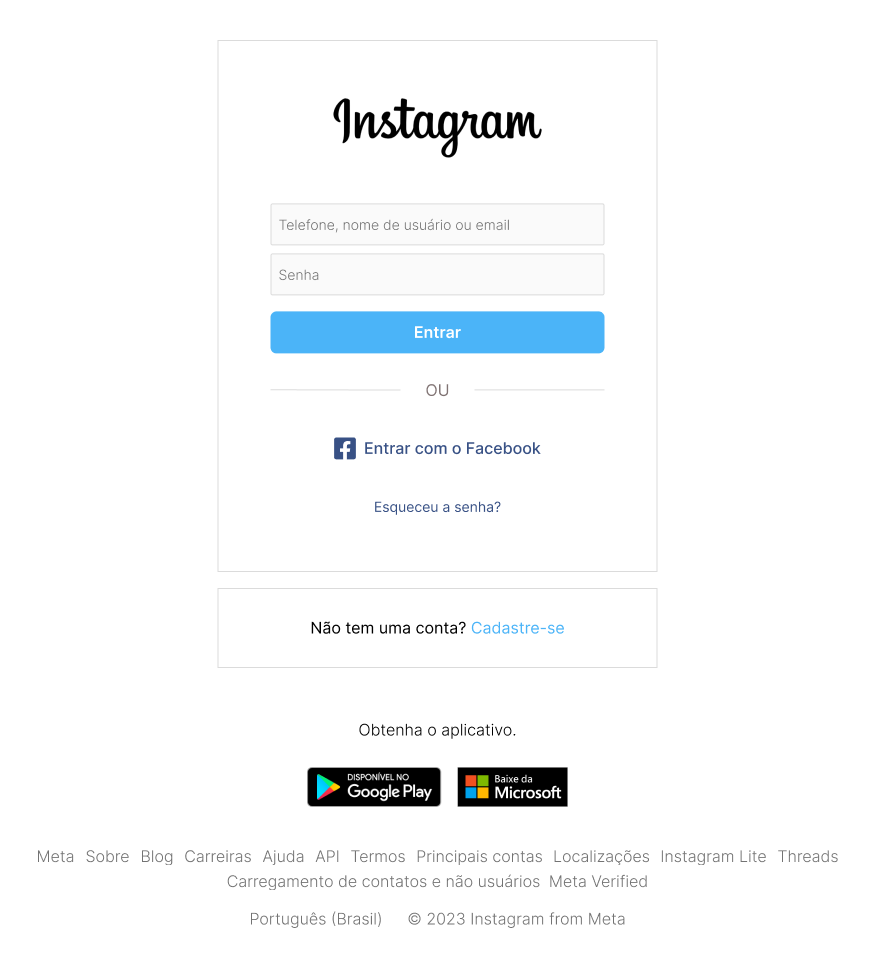 Instagram
Telefone, nome de usuário ou email
Senha
Entrar
OU
Entrar com o Facebook
Esqueceu a senha?
Não tem uma conta? Cadastre-se
Obtenha o aplicativo.
DISPONÍVEL NO
Google Play
Baixe da
Microsoft
Meta Sobre Blog Carreiras Ajuda API Termos Principais contas Localizações Instagram Lite Threads
Carregamento de contatos e não usuários Meta Verified
Português (Brasil) © 2023 Instagram from Meta